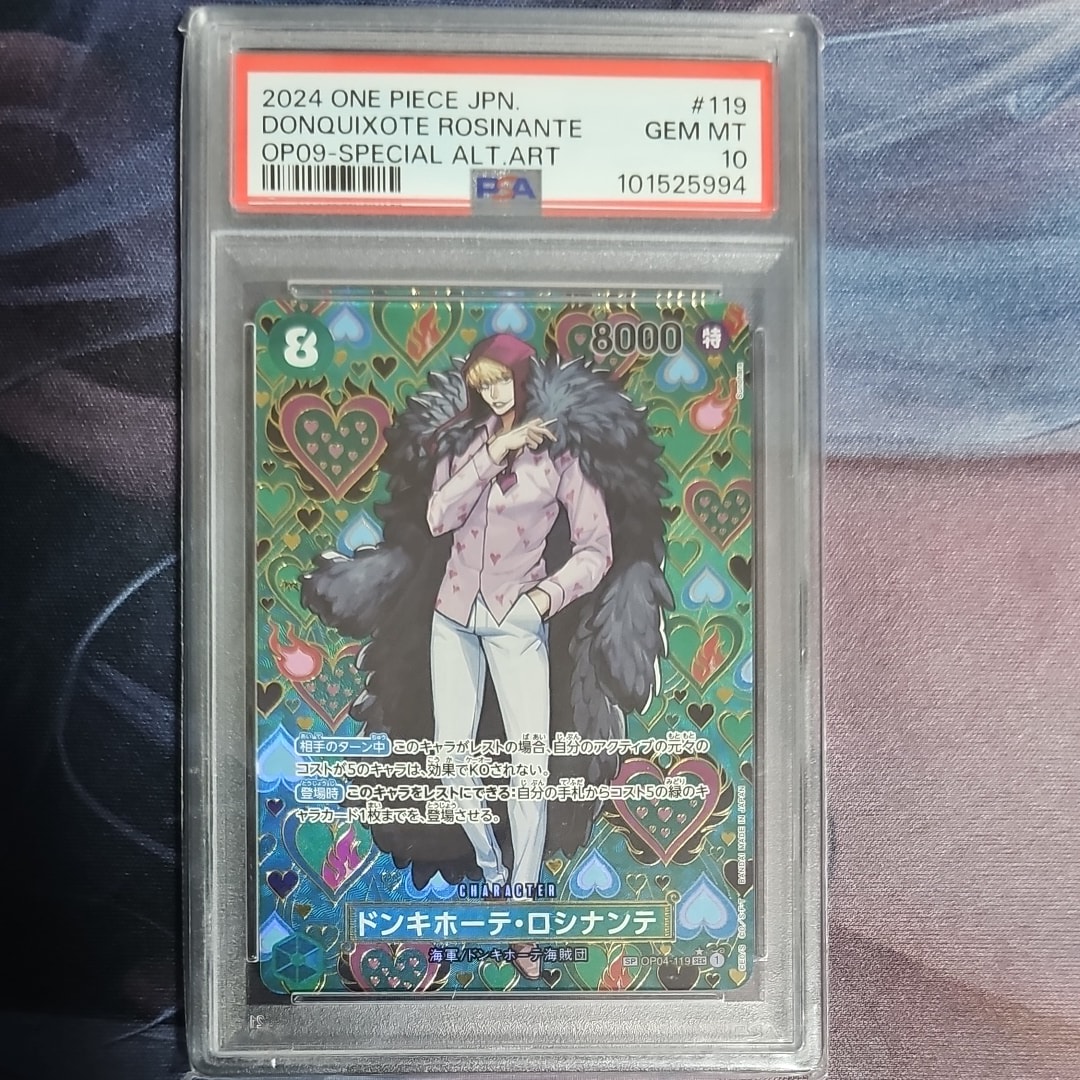 2024 ONE PIECE JPN. #119
DONQUIXOTE ROSINANTE GEM MT
OP09-SPECIAL ALT.ART 10
PSA 101525994
8 8000 特
相手のターン中 このキャラがレストの場合、自分のアクティブの元々の
コストが5のキャラは、効果でKOされない。
登場時 このキャラをレストにできる:自分の手札からコスト5の緑のキ
ャラカード1枚までを、登場させる。
CHARACTER
ドンキホーテ・ロシナンテ
海軍/ドンキホーテ海賊団
SP OP04-119 SEC 1
BANDAI MADE IN JAPAN